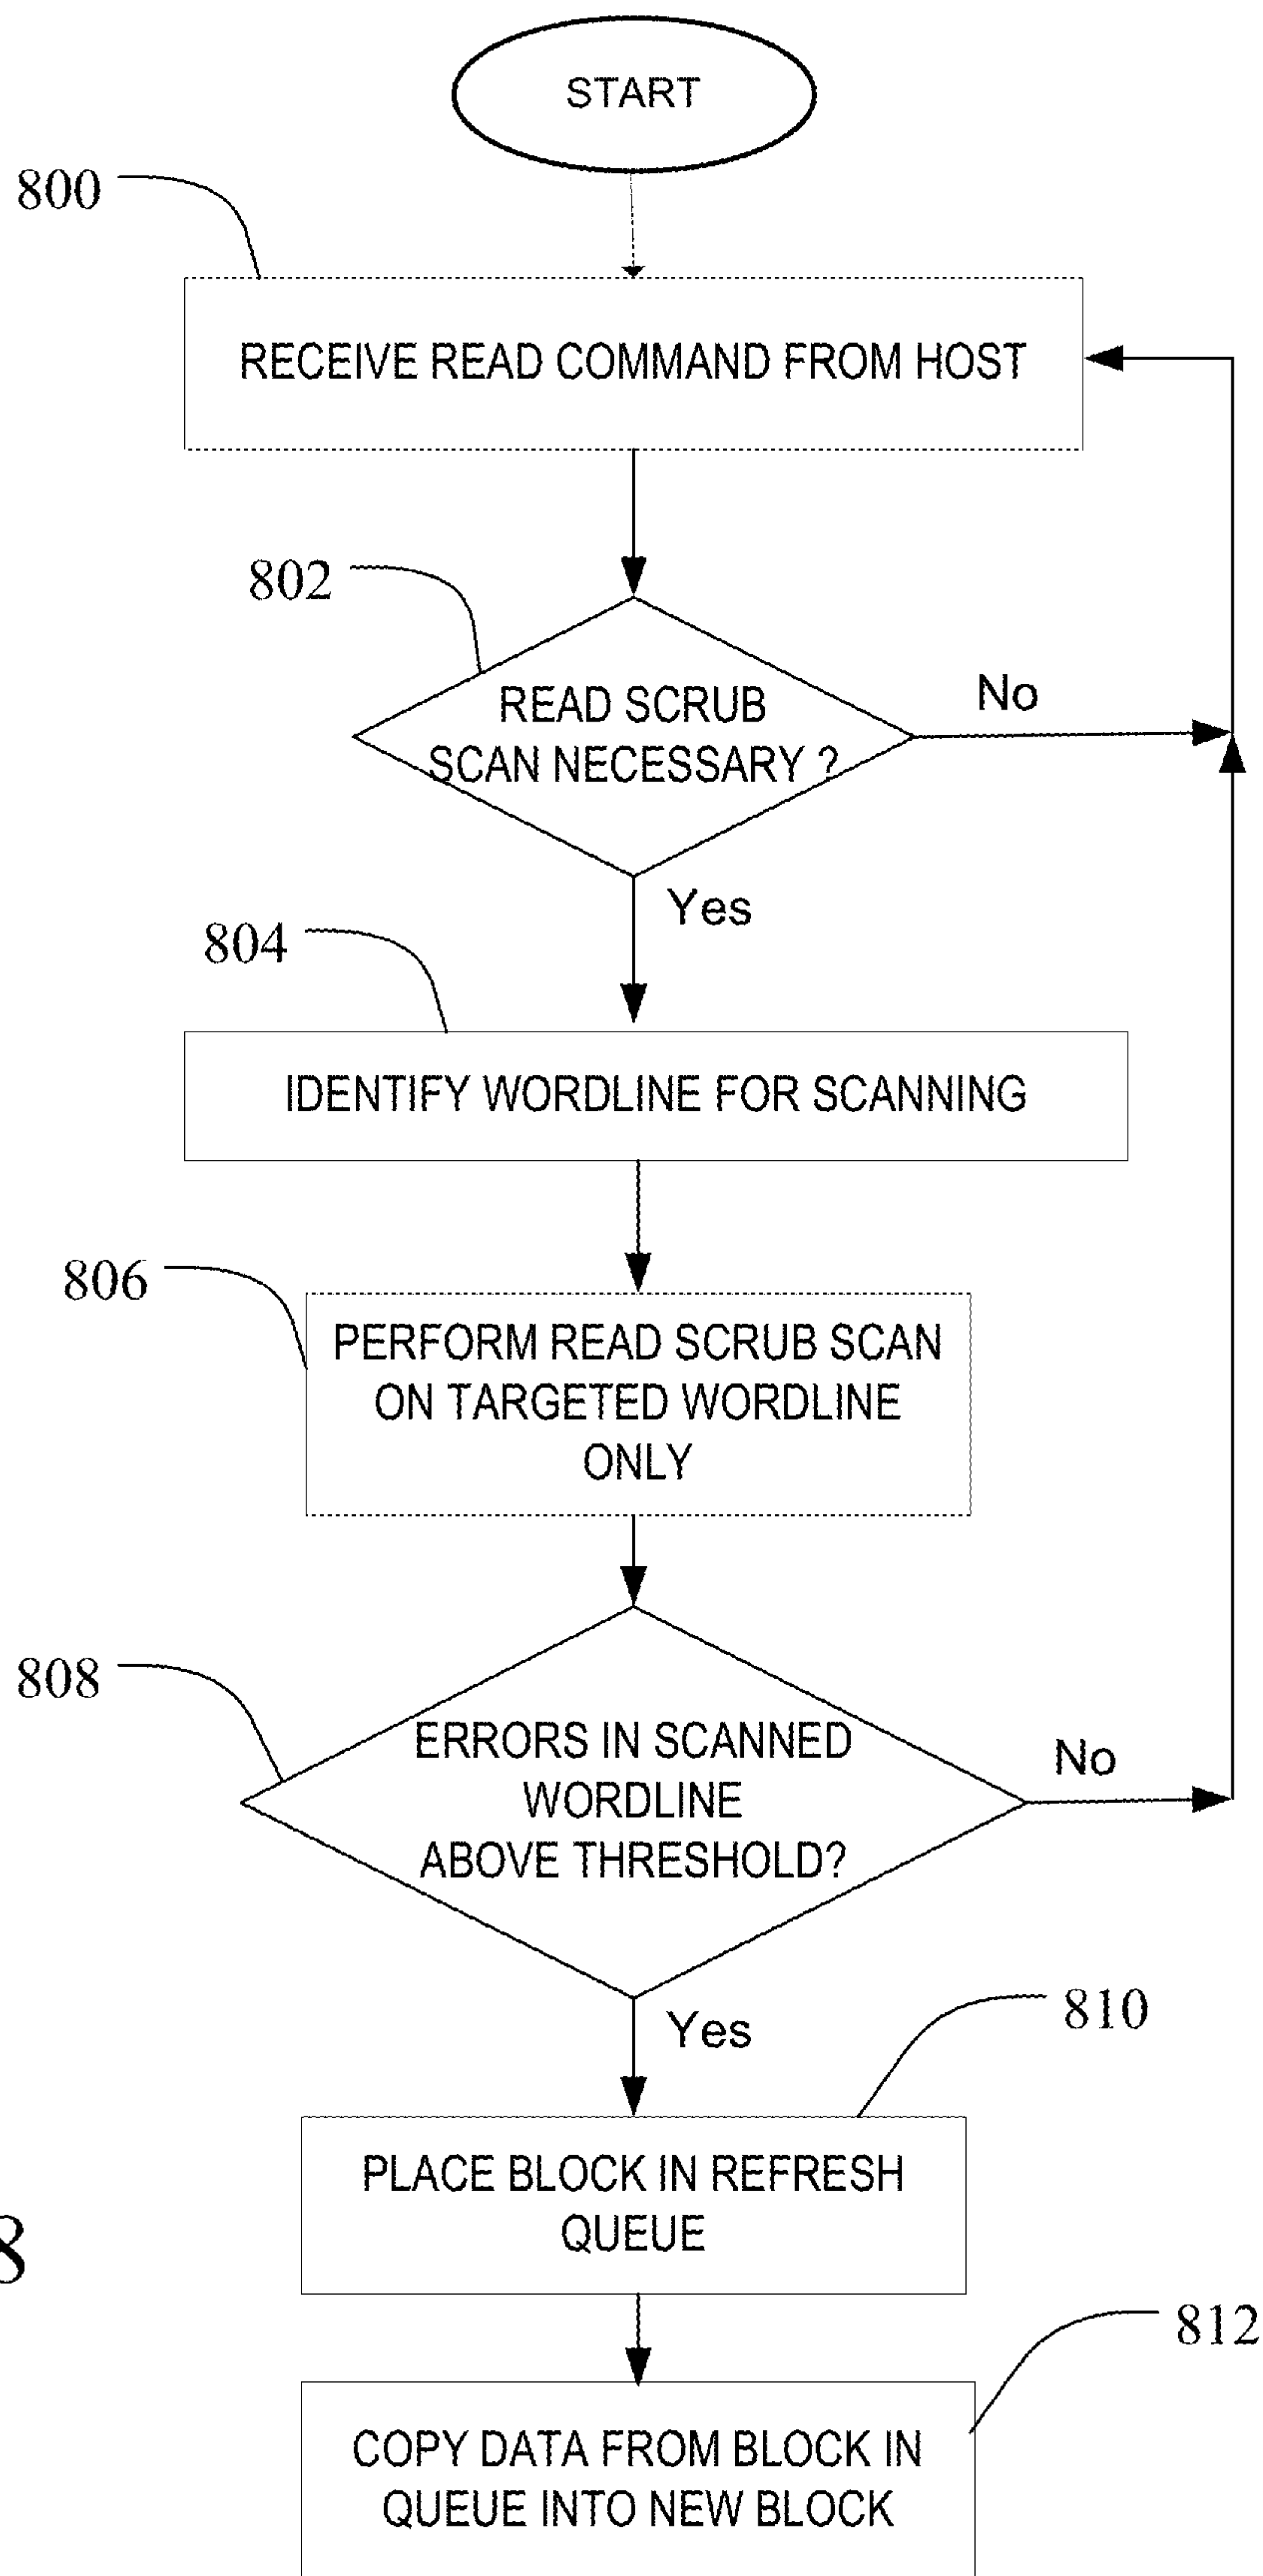 START
800
RECEIVE READ COMMAND FROM HOST
802
READ SCRUB
SCAN NECESSARY ?
No
Yes
804
IDENTIFY WORDLINE FOR SCANNING
806
PERFORM READ SCRUB SCAN
ON TARGETED WORDLINE
ONLY
808
ERRORS IN SCANNED
WORDLINE
ABOVE THRESHOLD?
No
Yes
810
PLACE BLOCK IN REFRESH
QUEUE
8
812
COPY DATA FROM BLOCK IN
QUEUE INTO NEW BLOCK